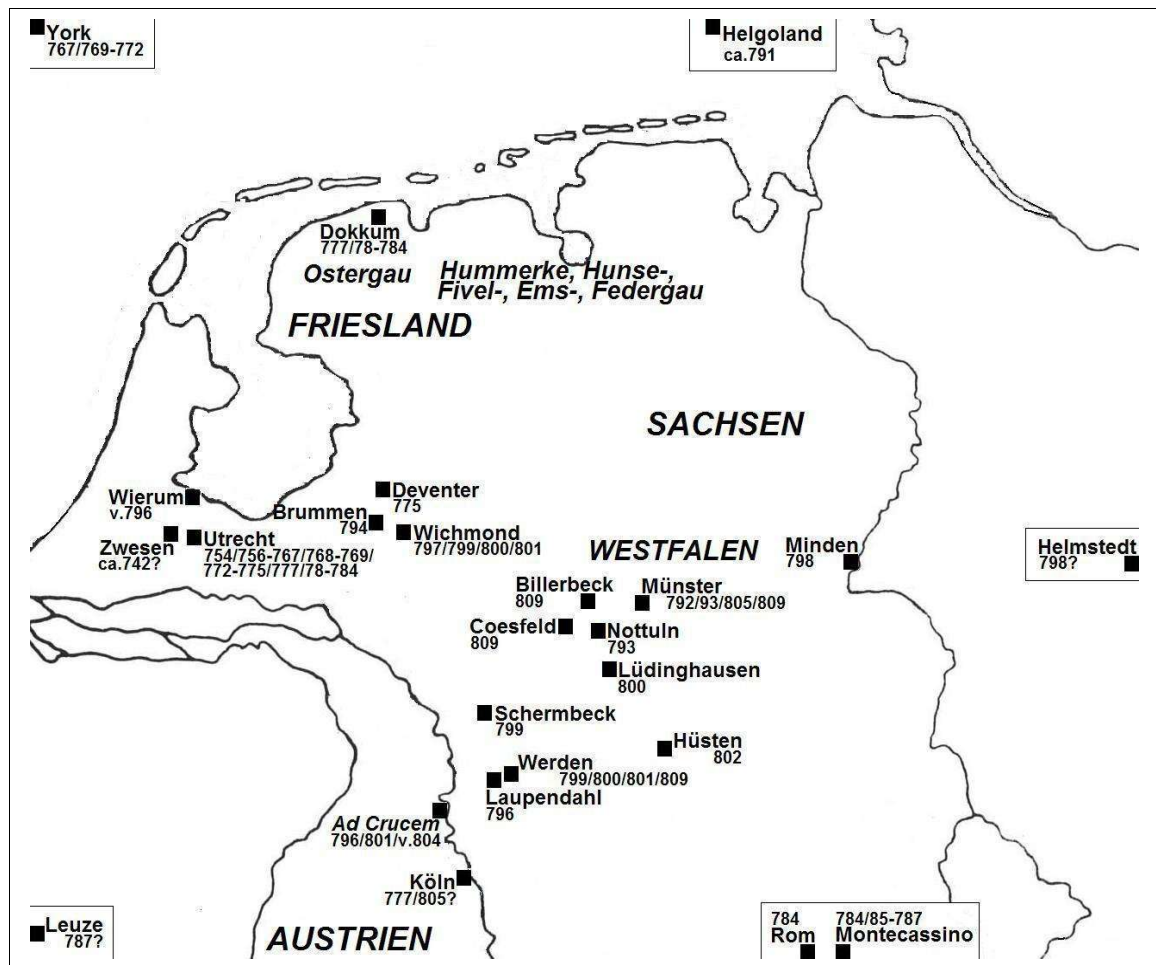 York
767/769-772
Helgoland
ca.791
Dokkum
777/78-784
Ostergau
Hummerke, Hunse-,
Fivel-, Ems-, Federgau
FRIESLAND
SACHSEN
Wierum
v.796
Deventer
775
Brummen
794
Wichmond
797/799/800/801
Zwesen
ca.742?
Utrecht
754/756-767/768-769/
772-775/777/78-784
WESTFALEN
Minden
798
Helmstedt
798?
Billerbeck
809
Münster
792/93/805/809
Coesfeld
809
Nottuln
793
Lüdinghausen
800
Schermbeck
799
Hüsten
802
Werden
799/800/801/809
Laupendahl
796
Ad Crucem
796/801/v.804
Köln
777/805?
Leuze
787?
AUSTRIEN
784
Rom
784/85-787
Montecassino